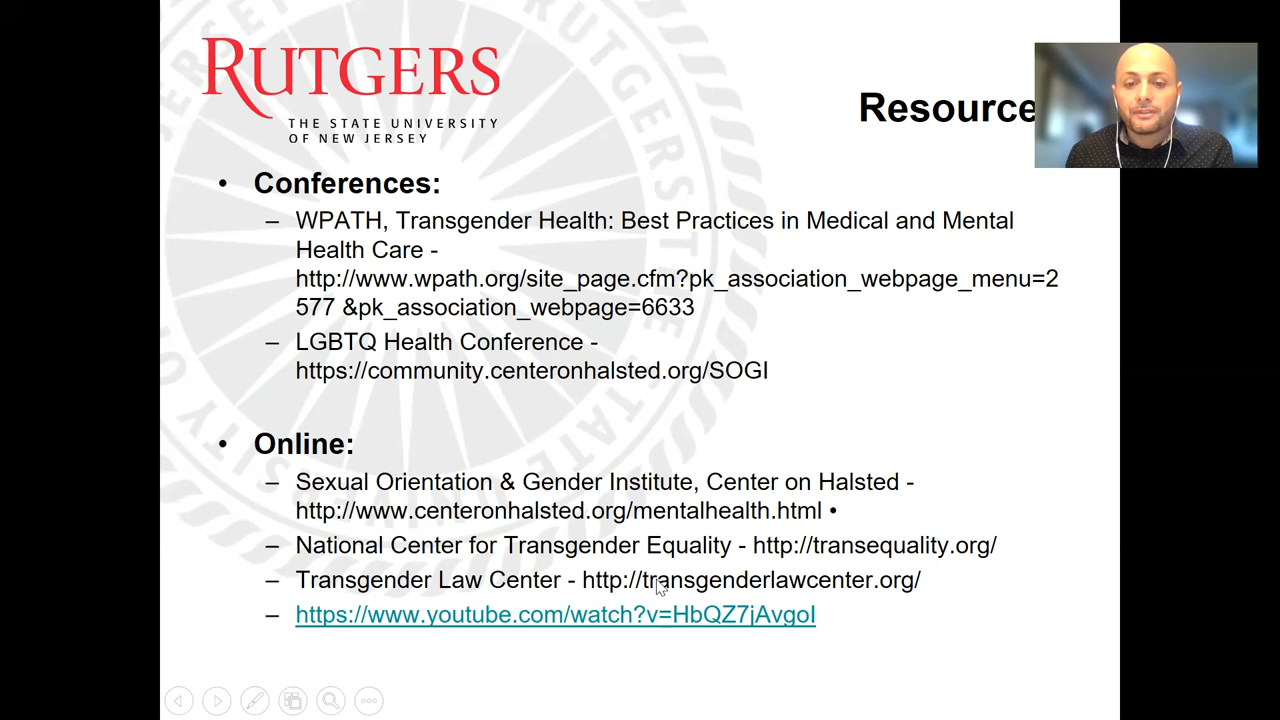 RUTGERS
THE STATE UNIVERSITY
OF NEW JERSEY
Resource
• Conferences:
– WPATH, Transgender Health: Best Practices in Medical and Mental
Health Care -
http://www.wpath.org/site_page.cfm?pk_association_webpage_menu=2
577 &pk_association_webpage=6633
– LGBTQ Health Conference -
https://community.centeronhalsted.org/SOGI
• Online:
– Sexual Orientation & Gender Institute, Center on Halsted -
http://www.centeronhalsted.org/mentalhealth.html •
– National Center for Transgender Equality - http://transequality.org/
– Transgender Law Center - http://transgenderlawcenter.org/
– https://www.youtube.com/watch?v=HbQZ7jAvgoI